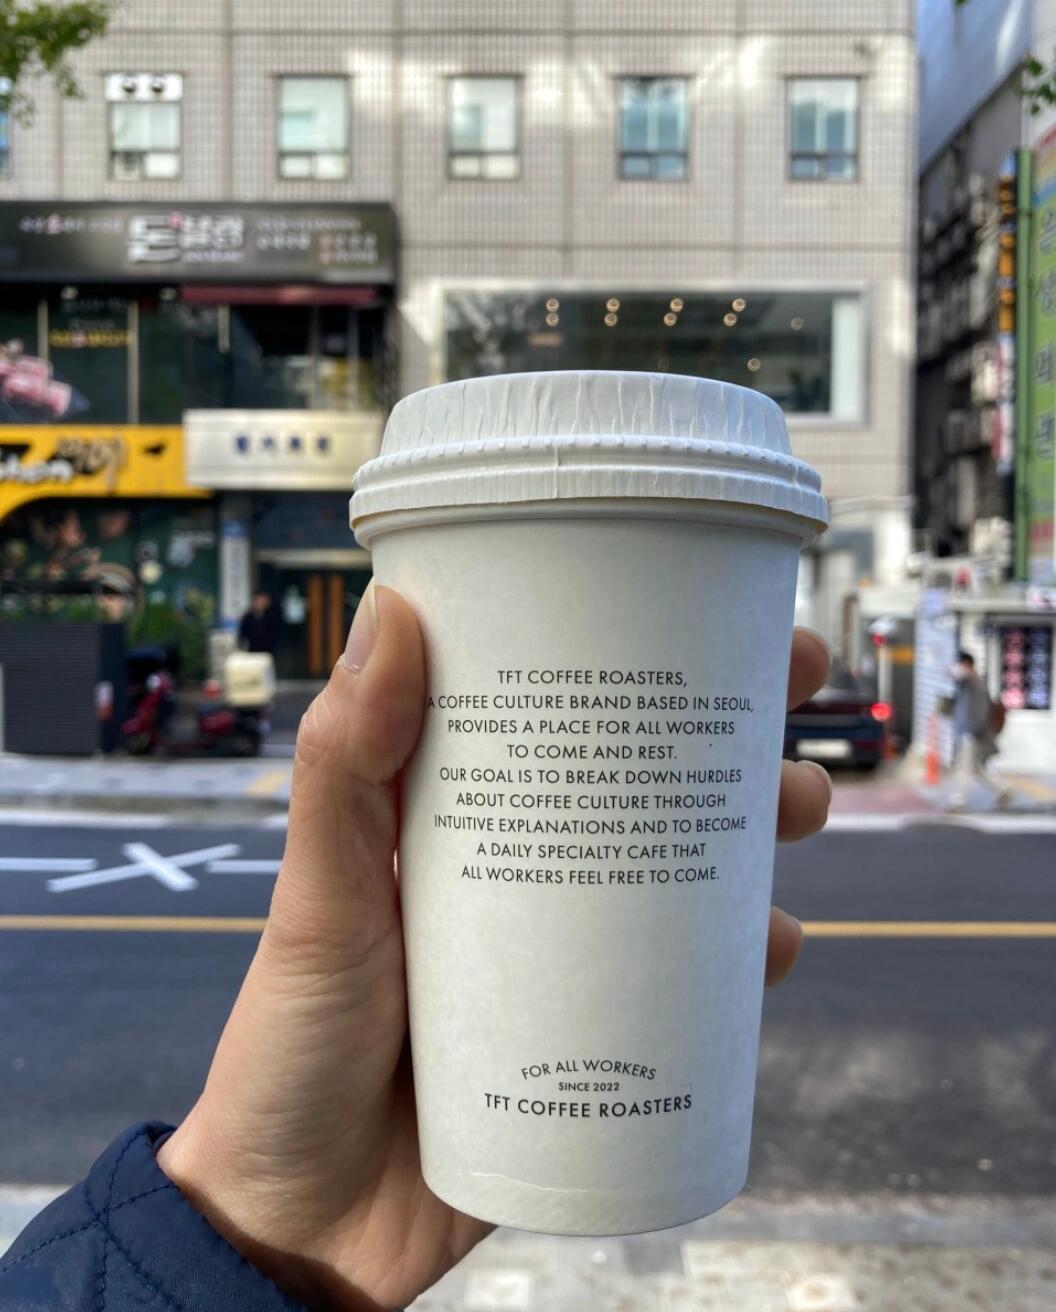 TFT COFFEE ROASTERS,
A COFFEE CULTURE BRAND BASED IN SEOUL,
PROVIDES A PLACE FOR ALL WORKERS
TO COME AND REST.
OUR GOAL IS TO BREAK DOWN HURDLES
ABOUT COFFEE CULTURE THROUGH
INTUITIVE EXPLANATIONS AND TO BECOME
A DAILY SPECIALTY CAFE THAT
ALL WORKERS FEEL FREE TO COME.
FOR ALL WORKERS
SINCE 2022
TFT COFFEE ROASTERS